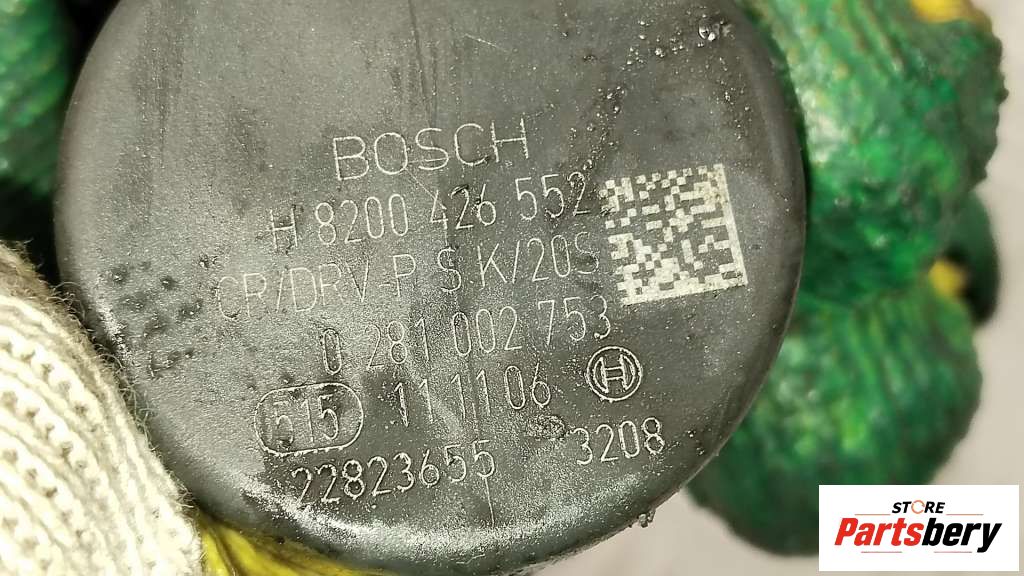 BOSCH
H 8200 426 552
CR/DRV-P S K/20S
0 281 002 753
515 111106 H
22823655 3208
STORE
Partsbery